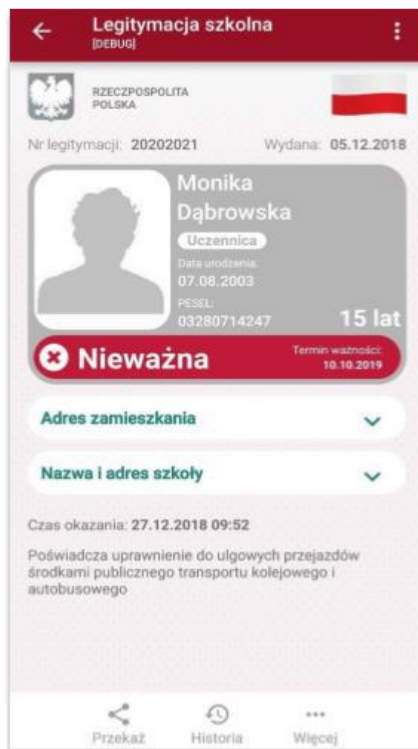 Legitymacja szkolna
[DEBUG]
RZECZPOSPOLITA
POLSKA
Nr legitymacji: 20202021 Wydana: 05.12.2018
Monika
Dąbrowska
Uczennica
Data urodzenia:
07.08.2003
PESEL:
03280714247
15 lat
Nieważna
Termin ważności:
10.10.2019
Adres zamieszkania
Nazwa i adres szkoły
Czas okazania: 27.12.2018 09:52
Poświadcza uprawnienie do ulgowych przejazdów
środkami publicznego transportu kolejowego i
autobusowego
Przekaż Historia Więcej